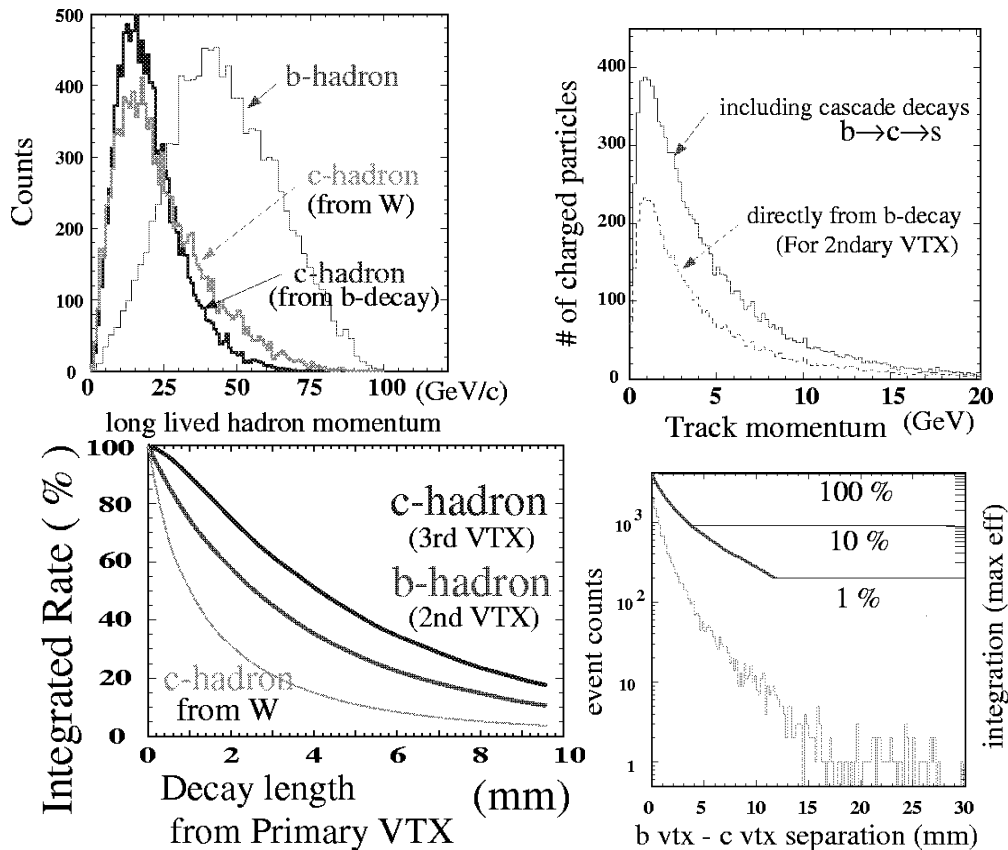 500
400
300
200
100
0
Counts
b-hadron
c-hadron
(from W)
c-hadron
(from b-decay)
0 25 50 75 100
(GeV/c)
long lived hadron momentum
# of charged particles
400
300
200
100
0
including cascade decays
b→c→s
directly from b-decay
(For 2ndary VTX)
0 5 10 15 20
Track momentum (GeV)
Integrated Rate ( % )
100
80
60
40
20
0
c-hadron
(3rd VTX)
b-hadron
(2nd VTX)
c-hadron
from W
0 2 4 6 8 10
Decay length
from Primary VTX
(mm)
event counts
10³
10²
10
1
100 %
10 %
1 %
integration (max eff)
0 5 10 15 20 25 30
b vtx - c vtx separation (mm)